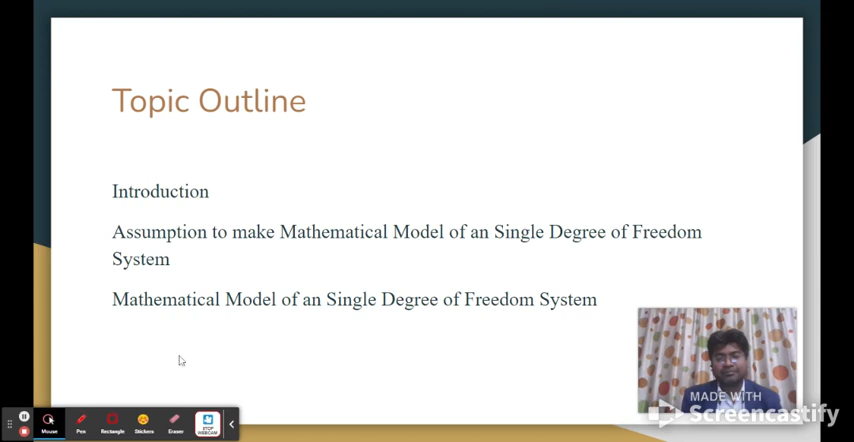 Topic Outline
Introduction
Assumption to make Mathematical Model of an Single Degree of Freedom
System
Mathematical Model of an Single Degree of Freedom System
MADE WITH
Screencastify
Mouse
Pen
Rectangle
Stickers
Eraser
STOP
WEBCAM